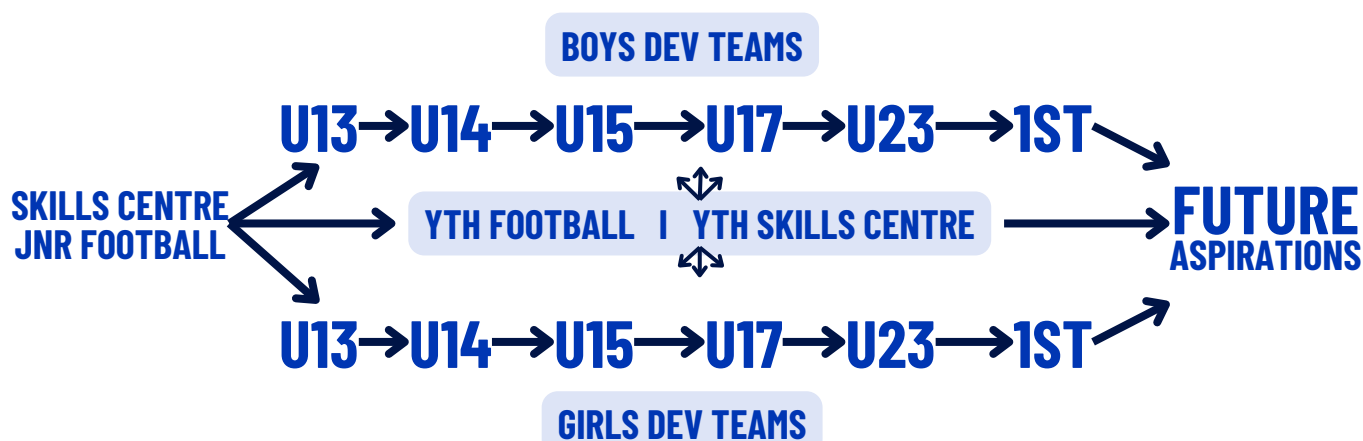 BOYS DEV TEAMS
U13 U14 U15 U17 U23 1ST
SKILLS CENTRE
JNR FOOTBALL
YTH FOOTBALL I YTH SKILLS CENTRE
FUTURE
ASPIRATIONS
U13 U14 U15 U17 U23 1ST
GIRLS DEV TEAMS